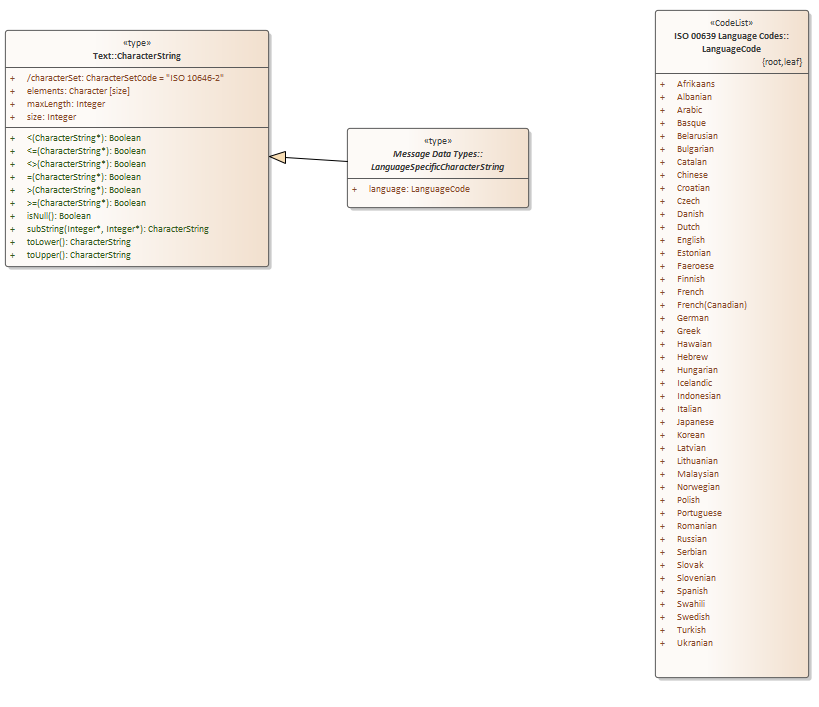 «type»
Text::CharacterString
+ /characterSet: CharacterSetCode = "ISO 10646-2"
+ elements: Character [size]
+ maxLength: Integer
+ size: Integer
+ <(CharacterString*): Boolean
+ <=(CharacterString*): Boolean
+ <>(CharacterString*): Boolean
+ =(CharacterString*): Boolean
+ >(CharacterString*): Boolean
+ >=(CharacterString*): Boolean
+ isNull(): Boolean
+ subString(Integer*, Integer*): CharacterString
+ toLower(): CharacterString
+ toUpper(): CharacterString
«type»
Message Data Types::
LanguageSpecificCharacterString
+ language: LanguageCode
«CodeList»
ISO 00639 Language Codes::
LanguageCode
{root,leaf}
+ Afrikaans
+ Albanian
+ Arabic
+ Basque
+ Belarusian
+ Bulgarian
+ Catalan
+ Chinese
+ Croatian
+ Czech
+ Danish
+ Dutch
+ English
+ Estonian
+ Faeroese
+ Finnish
+ French
+ French(Canadian)
+ German
+ Greek
+ Hawaian
+ Hebrew
+ Hungarian
+ Icelandic
+ Indonesian
+ Italian
+ Japanese
+ Korean
+ Latvian
+ Lithuanian
+ Malaysian
+ Norwegian
+ Polish
+ Portuguese
+ Romanian
+ Russian
+ Serbian
+ Slovak
+ Slovenian
+ Spanish
+ Swahili
+ Swedish
+ Turkish
+ Ukranian